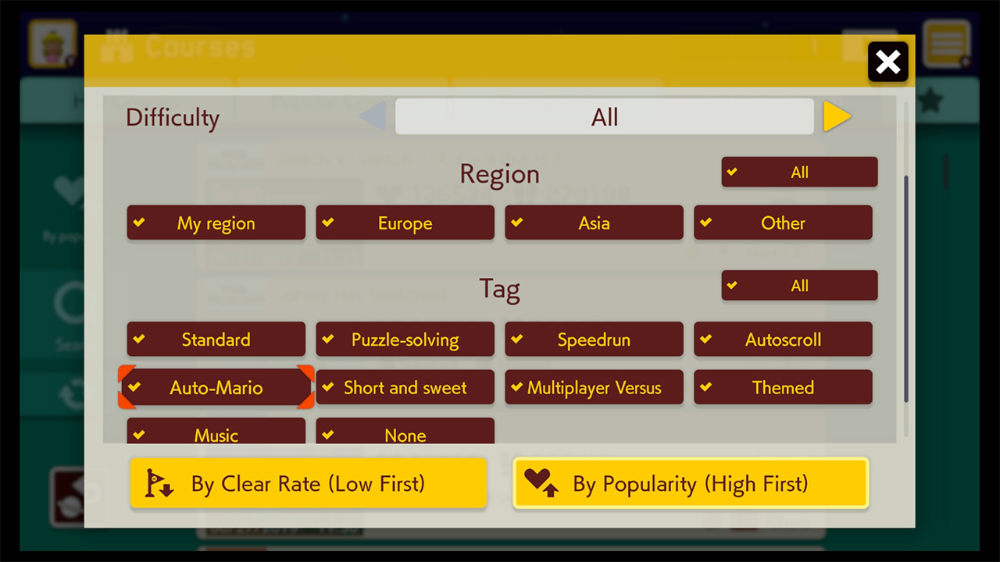 Courses
Difficulty
All
Region
All
My region
Europe
Asia
Other
Tag
All
Standard
Puzzle-solving
Speedrun
Autoscroll
Auto-Mario
Short and sweet
Multiplayer Versus
Themed
Music
None
By Clear Rate (Low First)
By Popularity (High First)